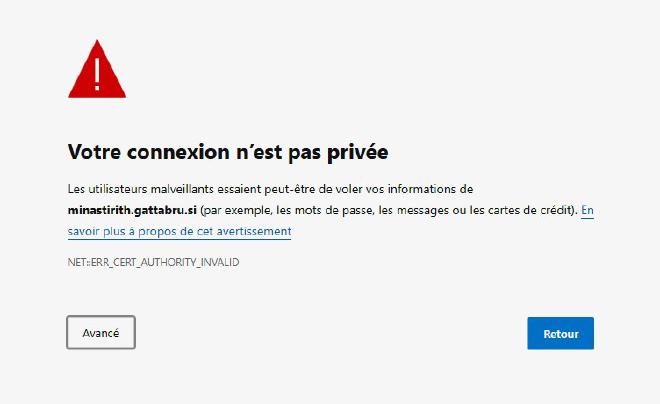 Votre connexion n'est pas privée
Les utilisateurs malveillants essaient peut-être de voler vos informations de
minastirith.gattabru.si (par exemple, les mots de passe, les messages ou les cartes de crédit). En
savoir plus à propos de cet avertissement
NET::ERR_CERT_AUTHORITY_INVALID
Avancé
Retour